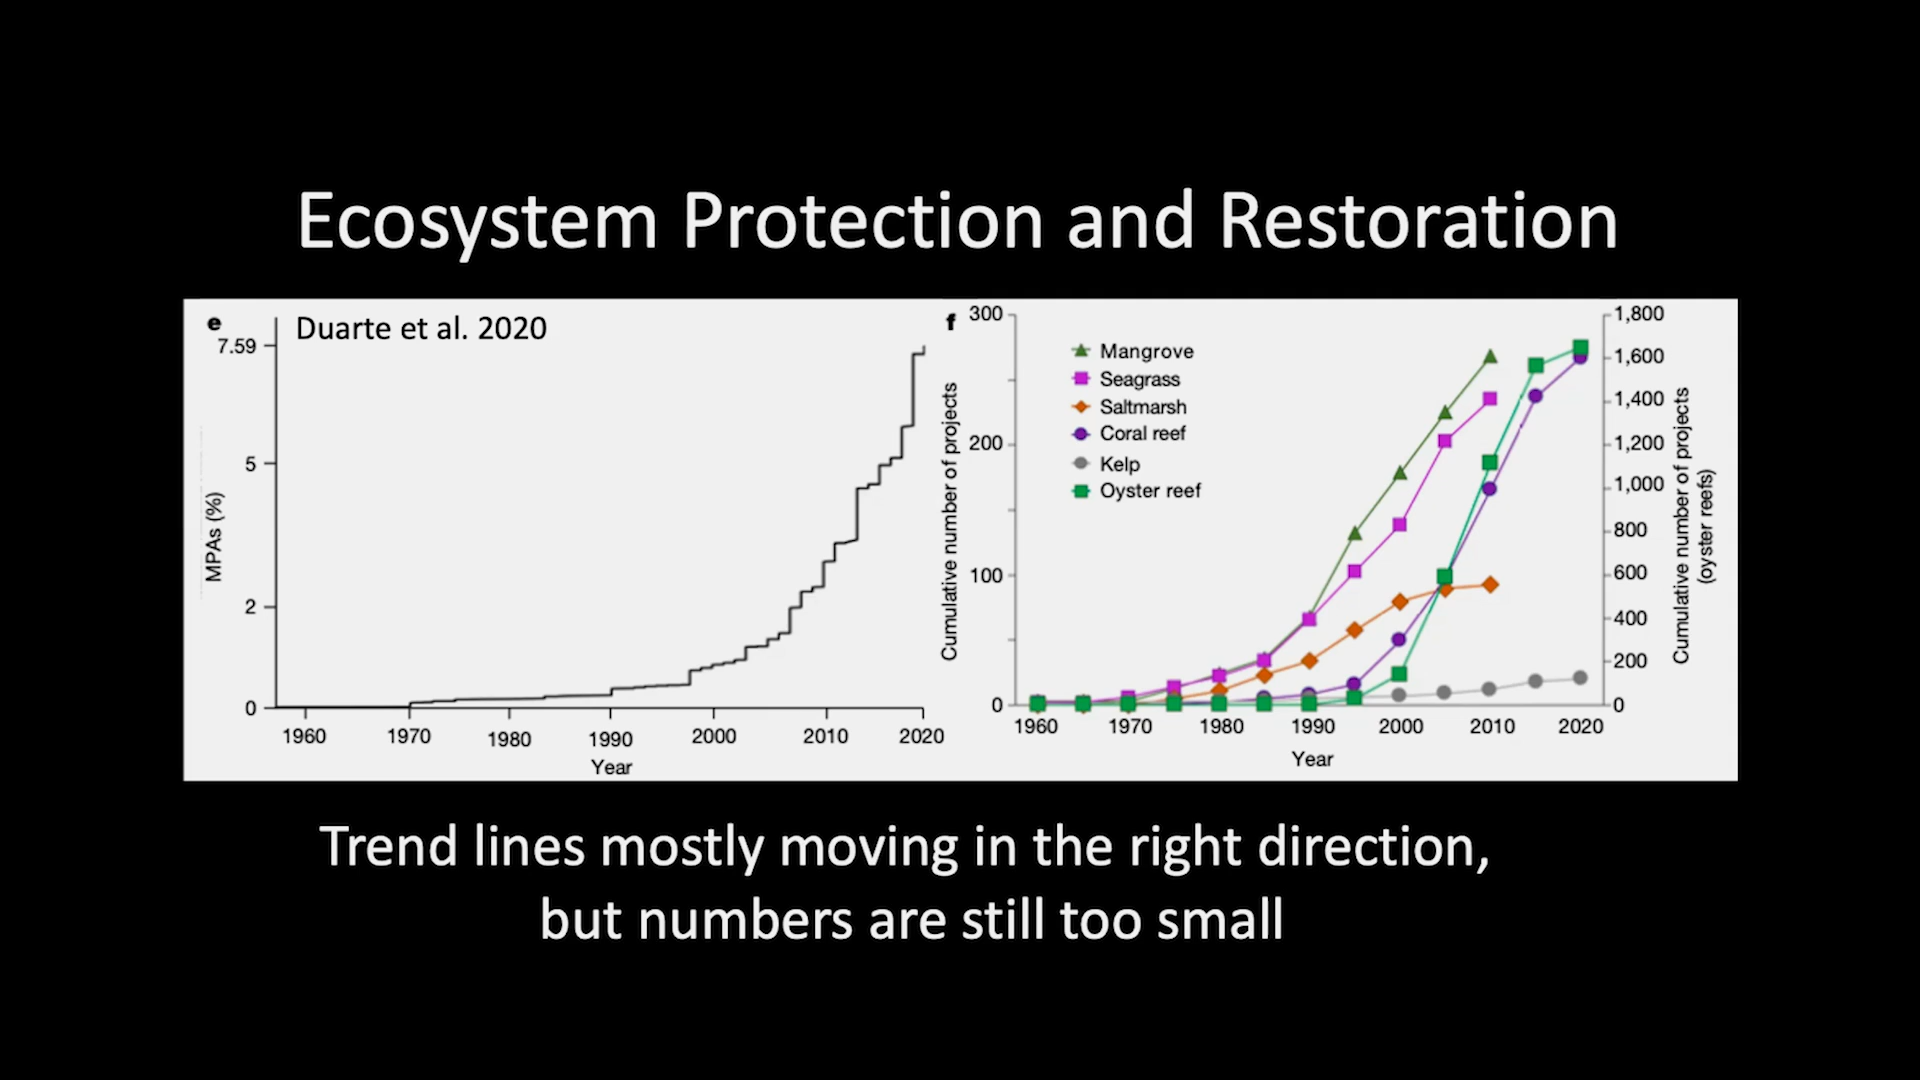 Ecosystem Protection and Restoration
e
Duarte et al. 2020
7.59
5
2
0
MPAs (%)
1960 1970 1980 1990 2000 2010 2020
Year
f
300
200
100
0
Cumulative number of projects
Mangrove
Seagrass
Saltmarsh
Coral reef
Kelp
Oyster reef
1,800
1,600
1,400
1,200
1,000
800
600
400
200
0
Cumulative number of projects
(oyster reefs)
1960 1970 1980 1990 2000 2010 2020
Year
Trend lines mostly moving in the right direction,
but numbers are still too small